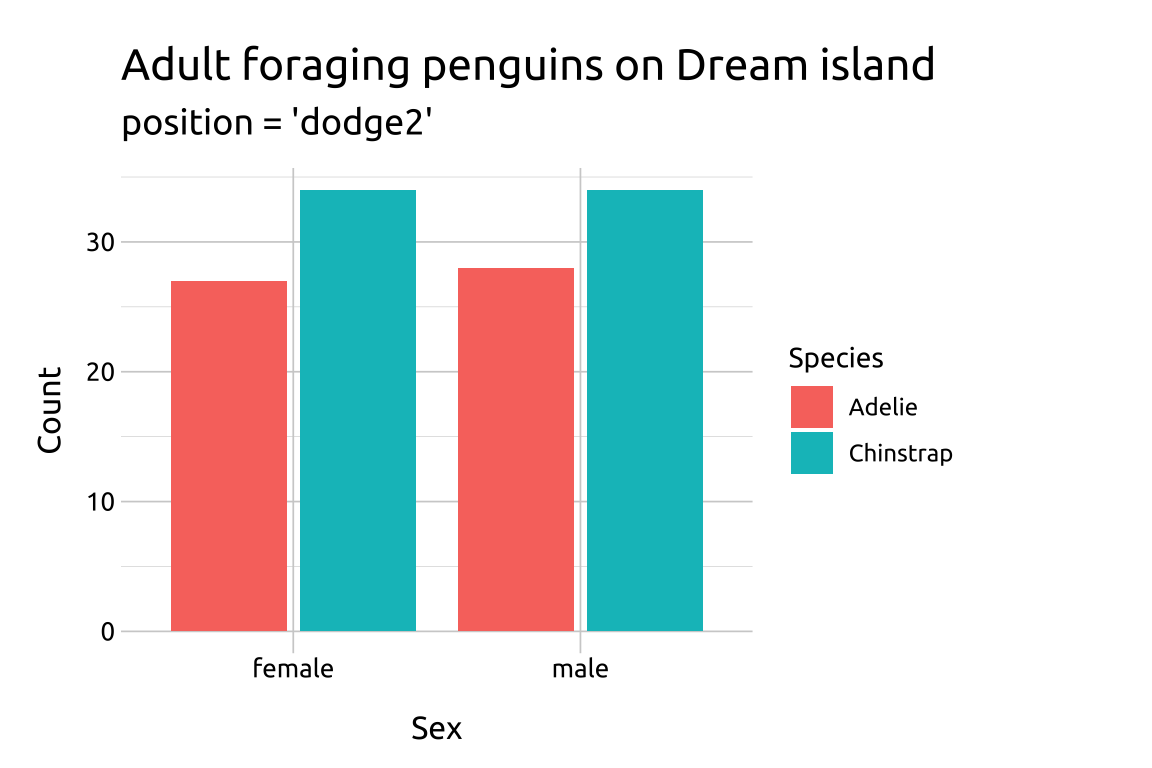 Adult foraging penguins on Dream island
position = 'dodge2'
30
20
10
0
Count
female male
Sex
Species
Adelie
Chinstrap